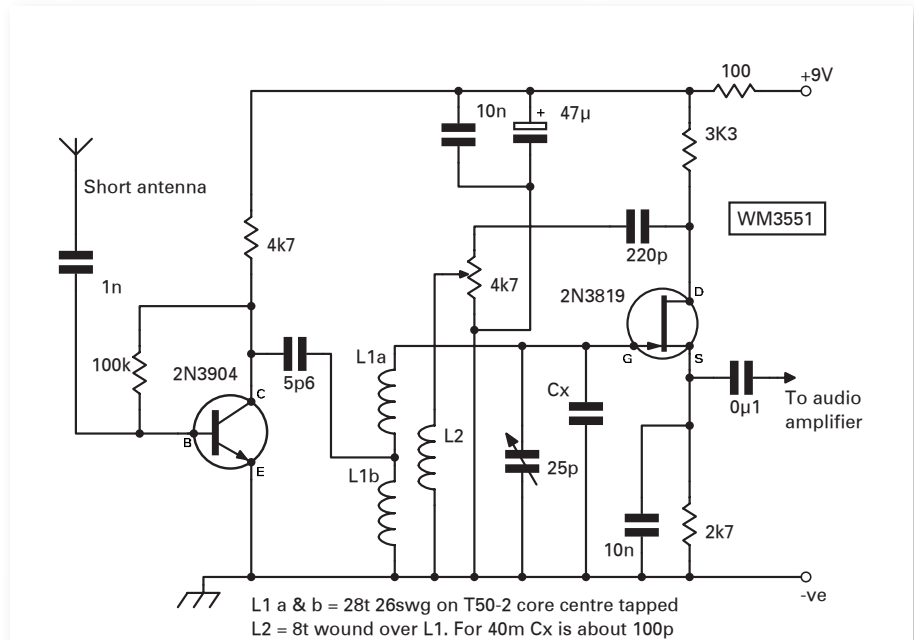 100
+9V
10n
+
47µ
3K3
Short antenna
WM3551
4k7
220p
1n
4k7
2N3819
D
100k
2N3904
5p6
L1a
G
S
Cx
0µ1
To audio
amplifier
C
B
E
L2
L1b
25p
10n
2k7
-ve
L1 a & b = 28t 26swg on T50-2 core centre tapped
L2 = 8t wound over L1. For 40m Cx is about 100p